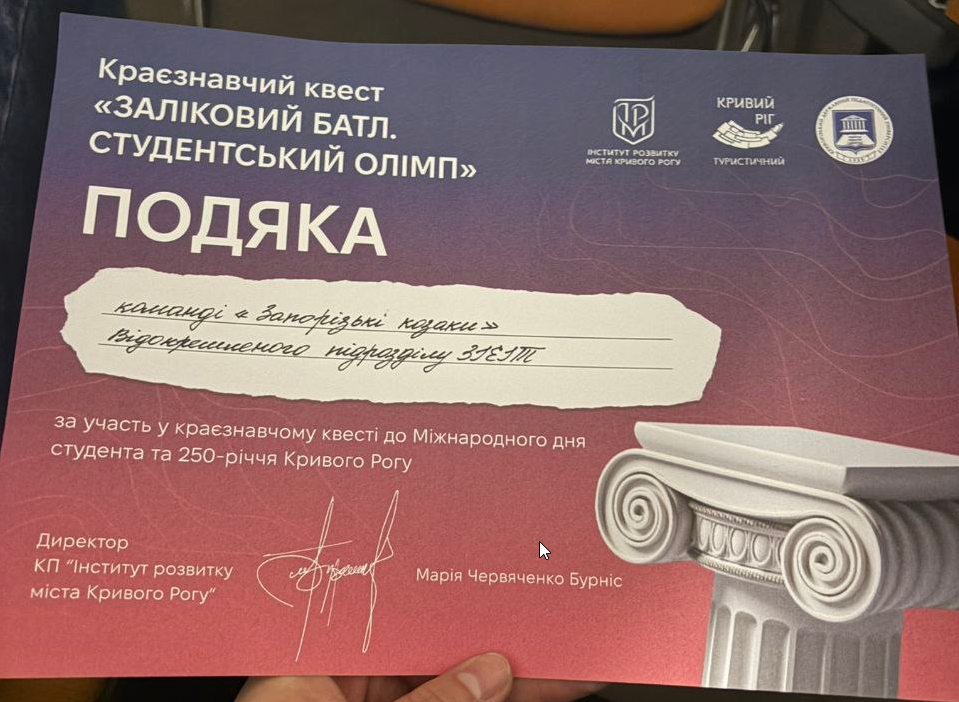 Краєзнавчий квест
«ЗАЛІКОВИЙ БАТЛ.
СТУДЕНТСЬКИЙ ОЛІМП»
ІНСТИТУТ РОЗВИТКУ
МІСТА КРИВОГО РОГУ
КРИВИЙ
РІГ
ТУРИСТИЧНИЙ
ПОДЯКА
команді «Запорізькі козаки»
Відокремленого підрозділу ЗІЕІТ
за участь у краєзнавчому квесті до Міжнародного дня
студента та 250-річчя Кривого Рогу
Директор
КП "Інститут розвитку
міста Кривого Рогу"
Марія Червяченко Бурніс